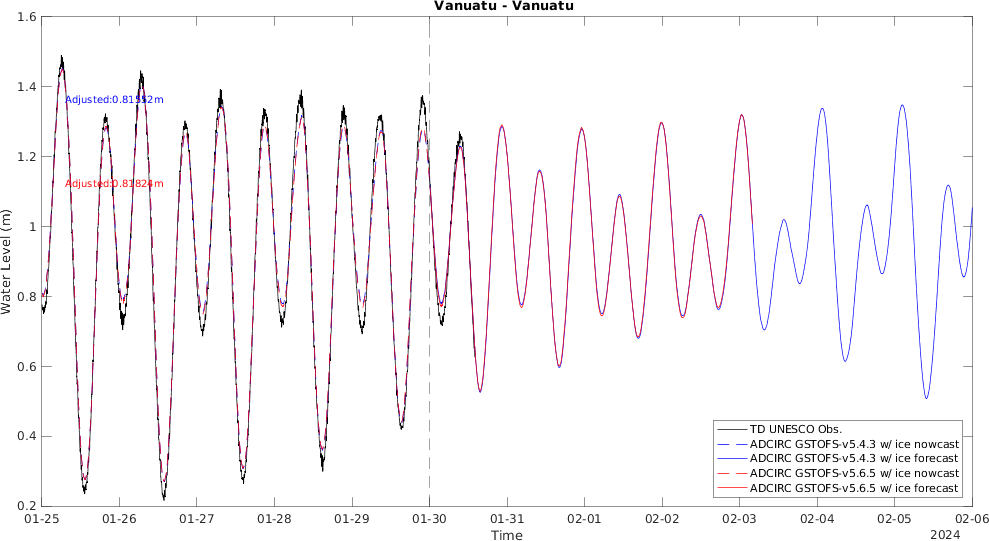 Vanuatu - Vanuatu
1.6
1.4
1.2
1
0.8
0.6
0.4
0.2
Water Level (m)
Adjusted:0.81552m
Adjusted:0.81824m
TD UNESCO Obs.
ADCIRC GSTOFS-v5.4.3 w/ ice nowcast
ADCIRC GSTOFS-v5.4.3 w/ ice forecast
ADCIRC GSTOFS-v5.6.5 w/ ice nowcast
ADCIRC GSTOFS-v5.6.5 w/ ice forecast
01-25 01-26 01-27 01-28 01-29 01-30 01-31 02-01 02-02 02-03 02-04 02-05 02-06
Time
2024